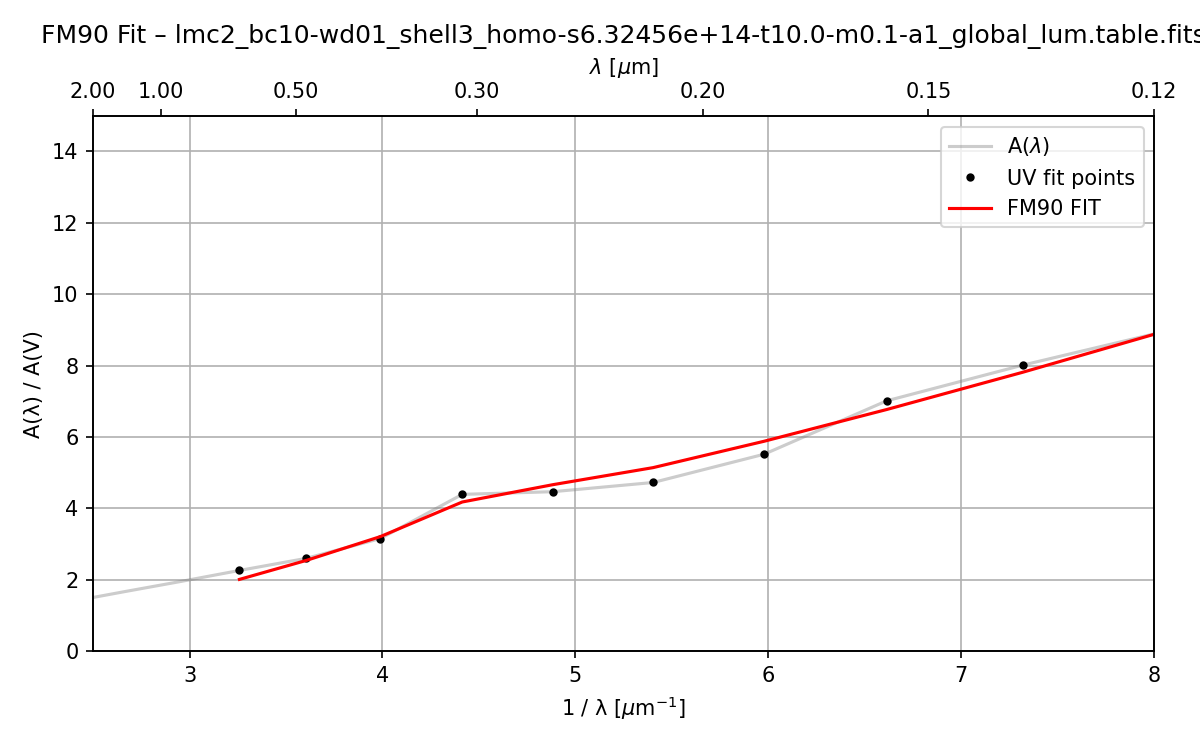 FM90 Fit – lmc2_bc10-wd01_shell3_homo-s6.32456e+14-t10.0-m0.1-a1_global_lum.table.fits
λ [μm]
2.00 1.00 0.50 0.30 0.20 0.15 0.12
A(λ)
UV fit points
FM90 FIT
A(λ) / A(V)
14
12
10
8
6
4
2
0
3 4 5 6 7 8
1 / λ [μm⁻¹]